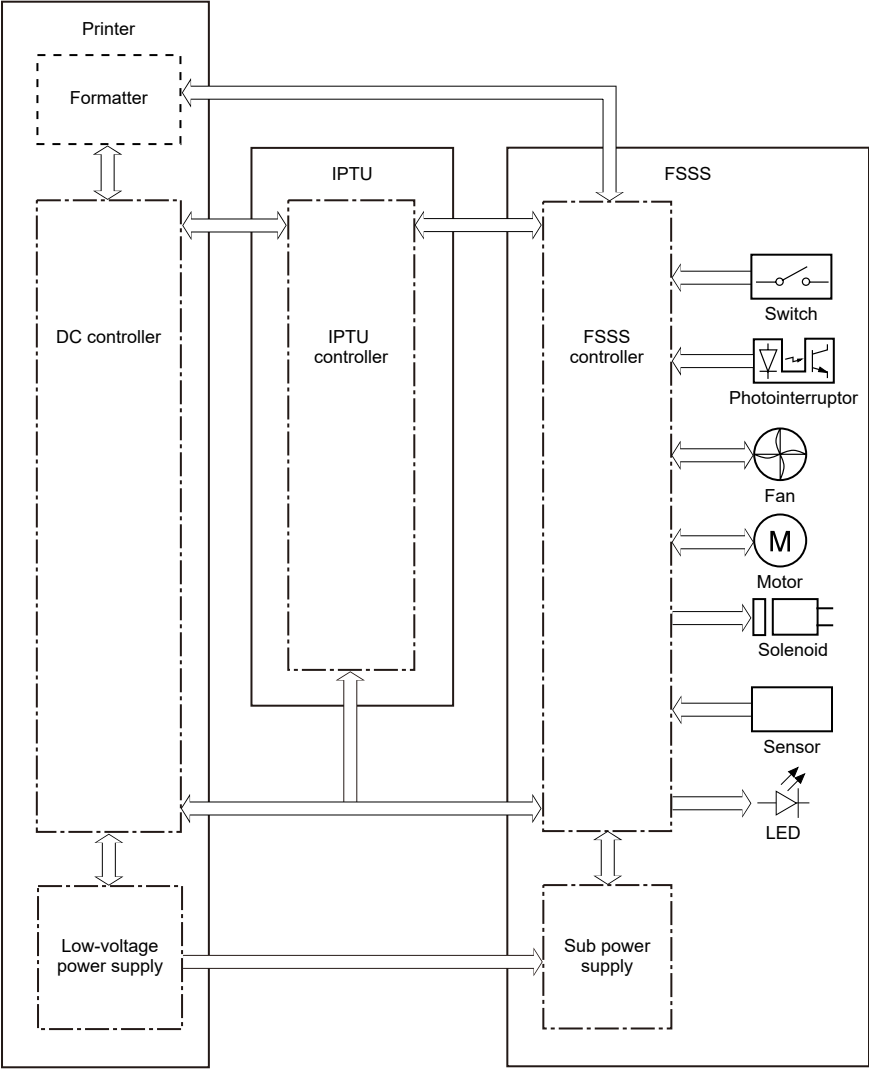 Printer
Formatter
IPTU
FSSS
DC controller
IPTU
controller
FSSS
controller
Switch
Photointerruptor
Fan
M
Motor
Solenoid
Sensor
LED
Low-voltage
power supply
Sub power
supply